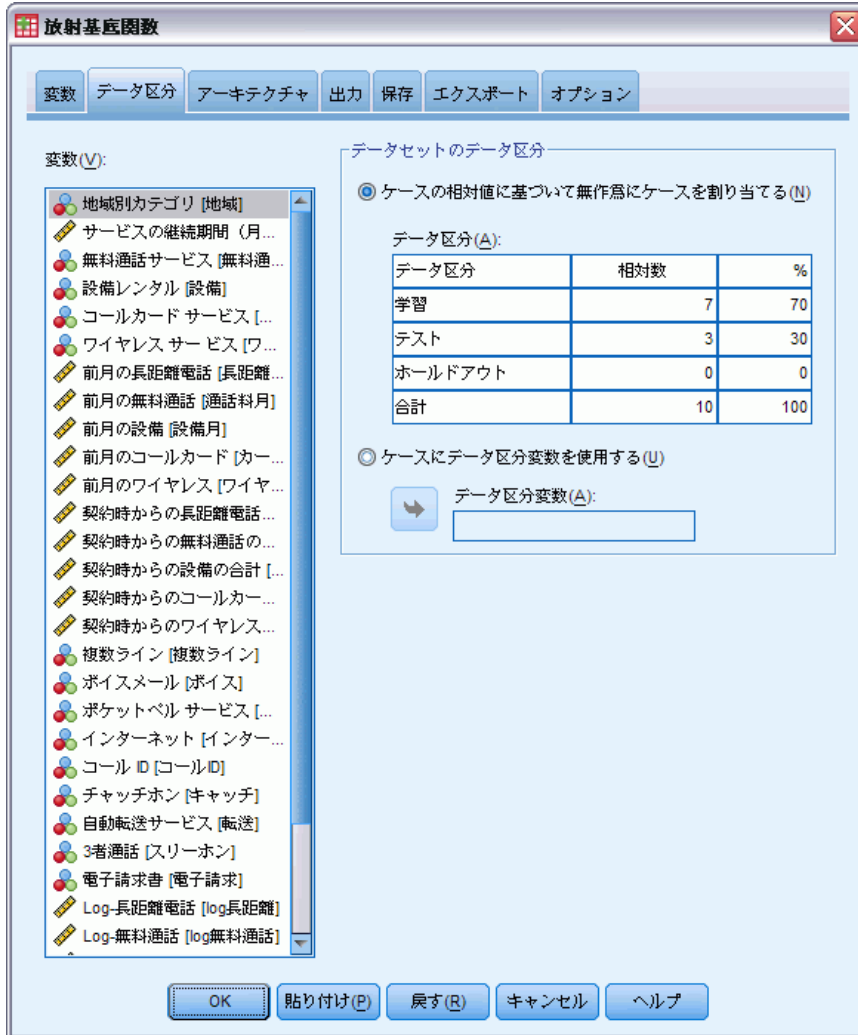 放射基底関数
変数 データ区分 アーキテクチャ 出力 保存 エクスポート オプション
変数(V):
地域別カテゴリ [地域]
サービスの継続期間（月...
無料通話サービス [無料通...
設備レンタル [設備]
コールカード サービス [...
ワイヤレス サー ビス [ワ...
前月の長距離電話 [長距離...
前月の無料通話 [通話料月]
前月の設備 [設備月]
前月のコールカード [カー...
前月のワイヤレス [ワイヤ...
契約時からの長距離電話...
契約時からの無料通話の...
契約時からの設備の合計 [...
契約時からのコールカー...
契約時からのワイヤレス...
複数ライン [複数ライン]
ボイスメール [ボイス]
ポケットベル サービス [...
インターネット [インター...
コール ID [コールID]
チャッチホン [キャッチ]
自動転送サービス [転送]
3者通話 [スリーホン]
電子請求書 [電子請求]
Log-長距離電話 [log長距離]
Log-無料通話 [log無料通話]
データセットのデータ区分
ケースの相対値に基づいて無作為にケースを割り当てる(N)
データ区分(A):
データ区分 相対数 %
学習 7 70
テスト 3 30
ホールドアウト 0 0
合計 10 100
ケースにデータ区分変数を使用する(U)
データ区分変数(A):
OK 貼り付け(P) 戻す(R) キャンセル ヘルプ